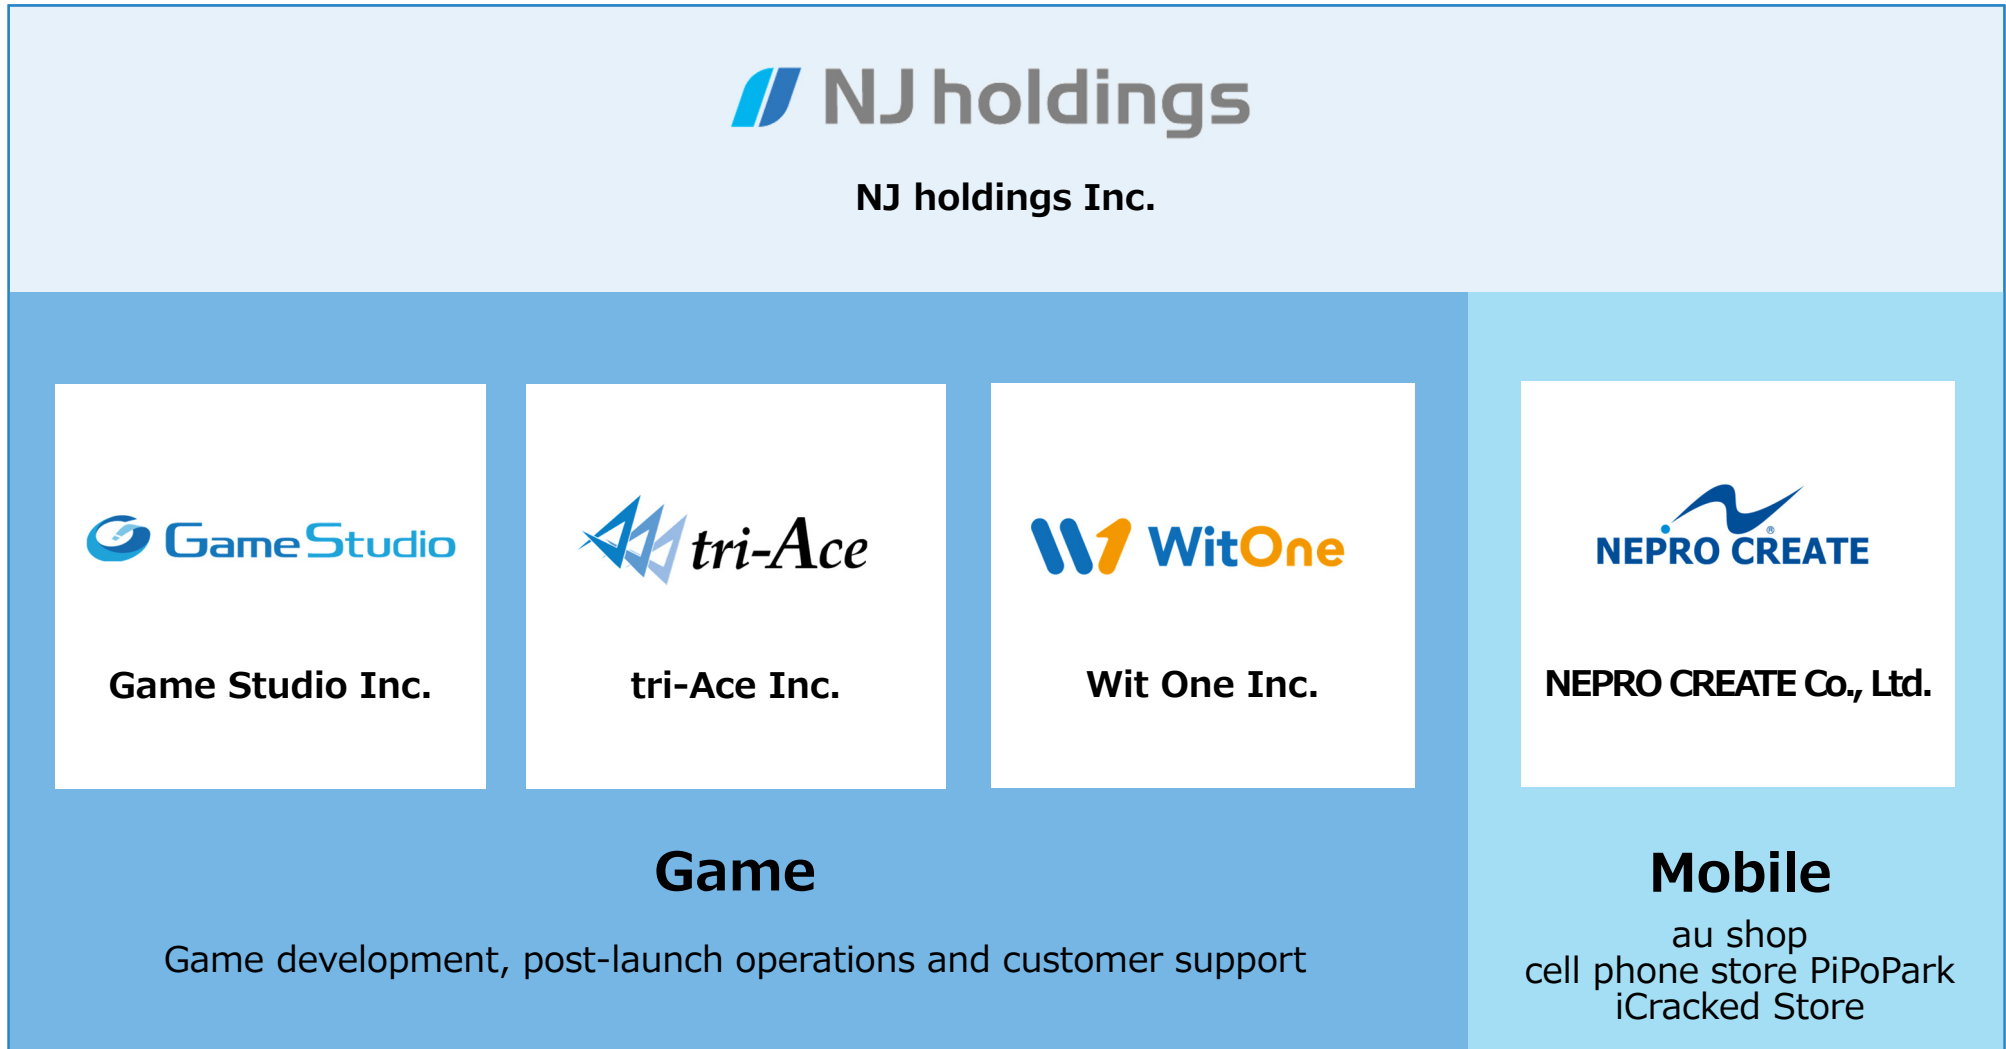 NJ holdings
NJ holdings Inc.
GameStudio
tri-Ace
W1 WitOne
NEPRO CREATE ®
Game Studio Inc.
tri-Ace Inc.
Wit One Inc.
NEPRO CREATE Co., Ltd.
Game
Game development, post-launch operations and customer support
Mobile
au shop
cell phone store PiPoPark
iCracked Store